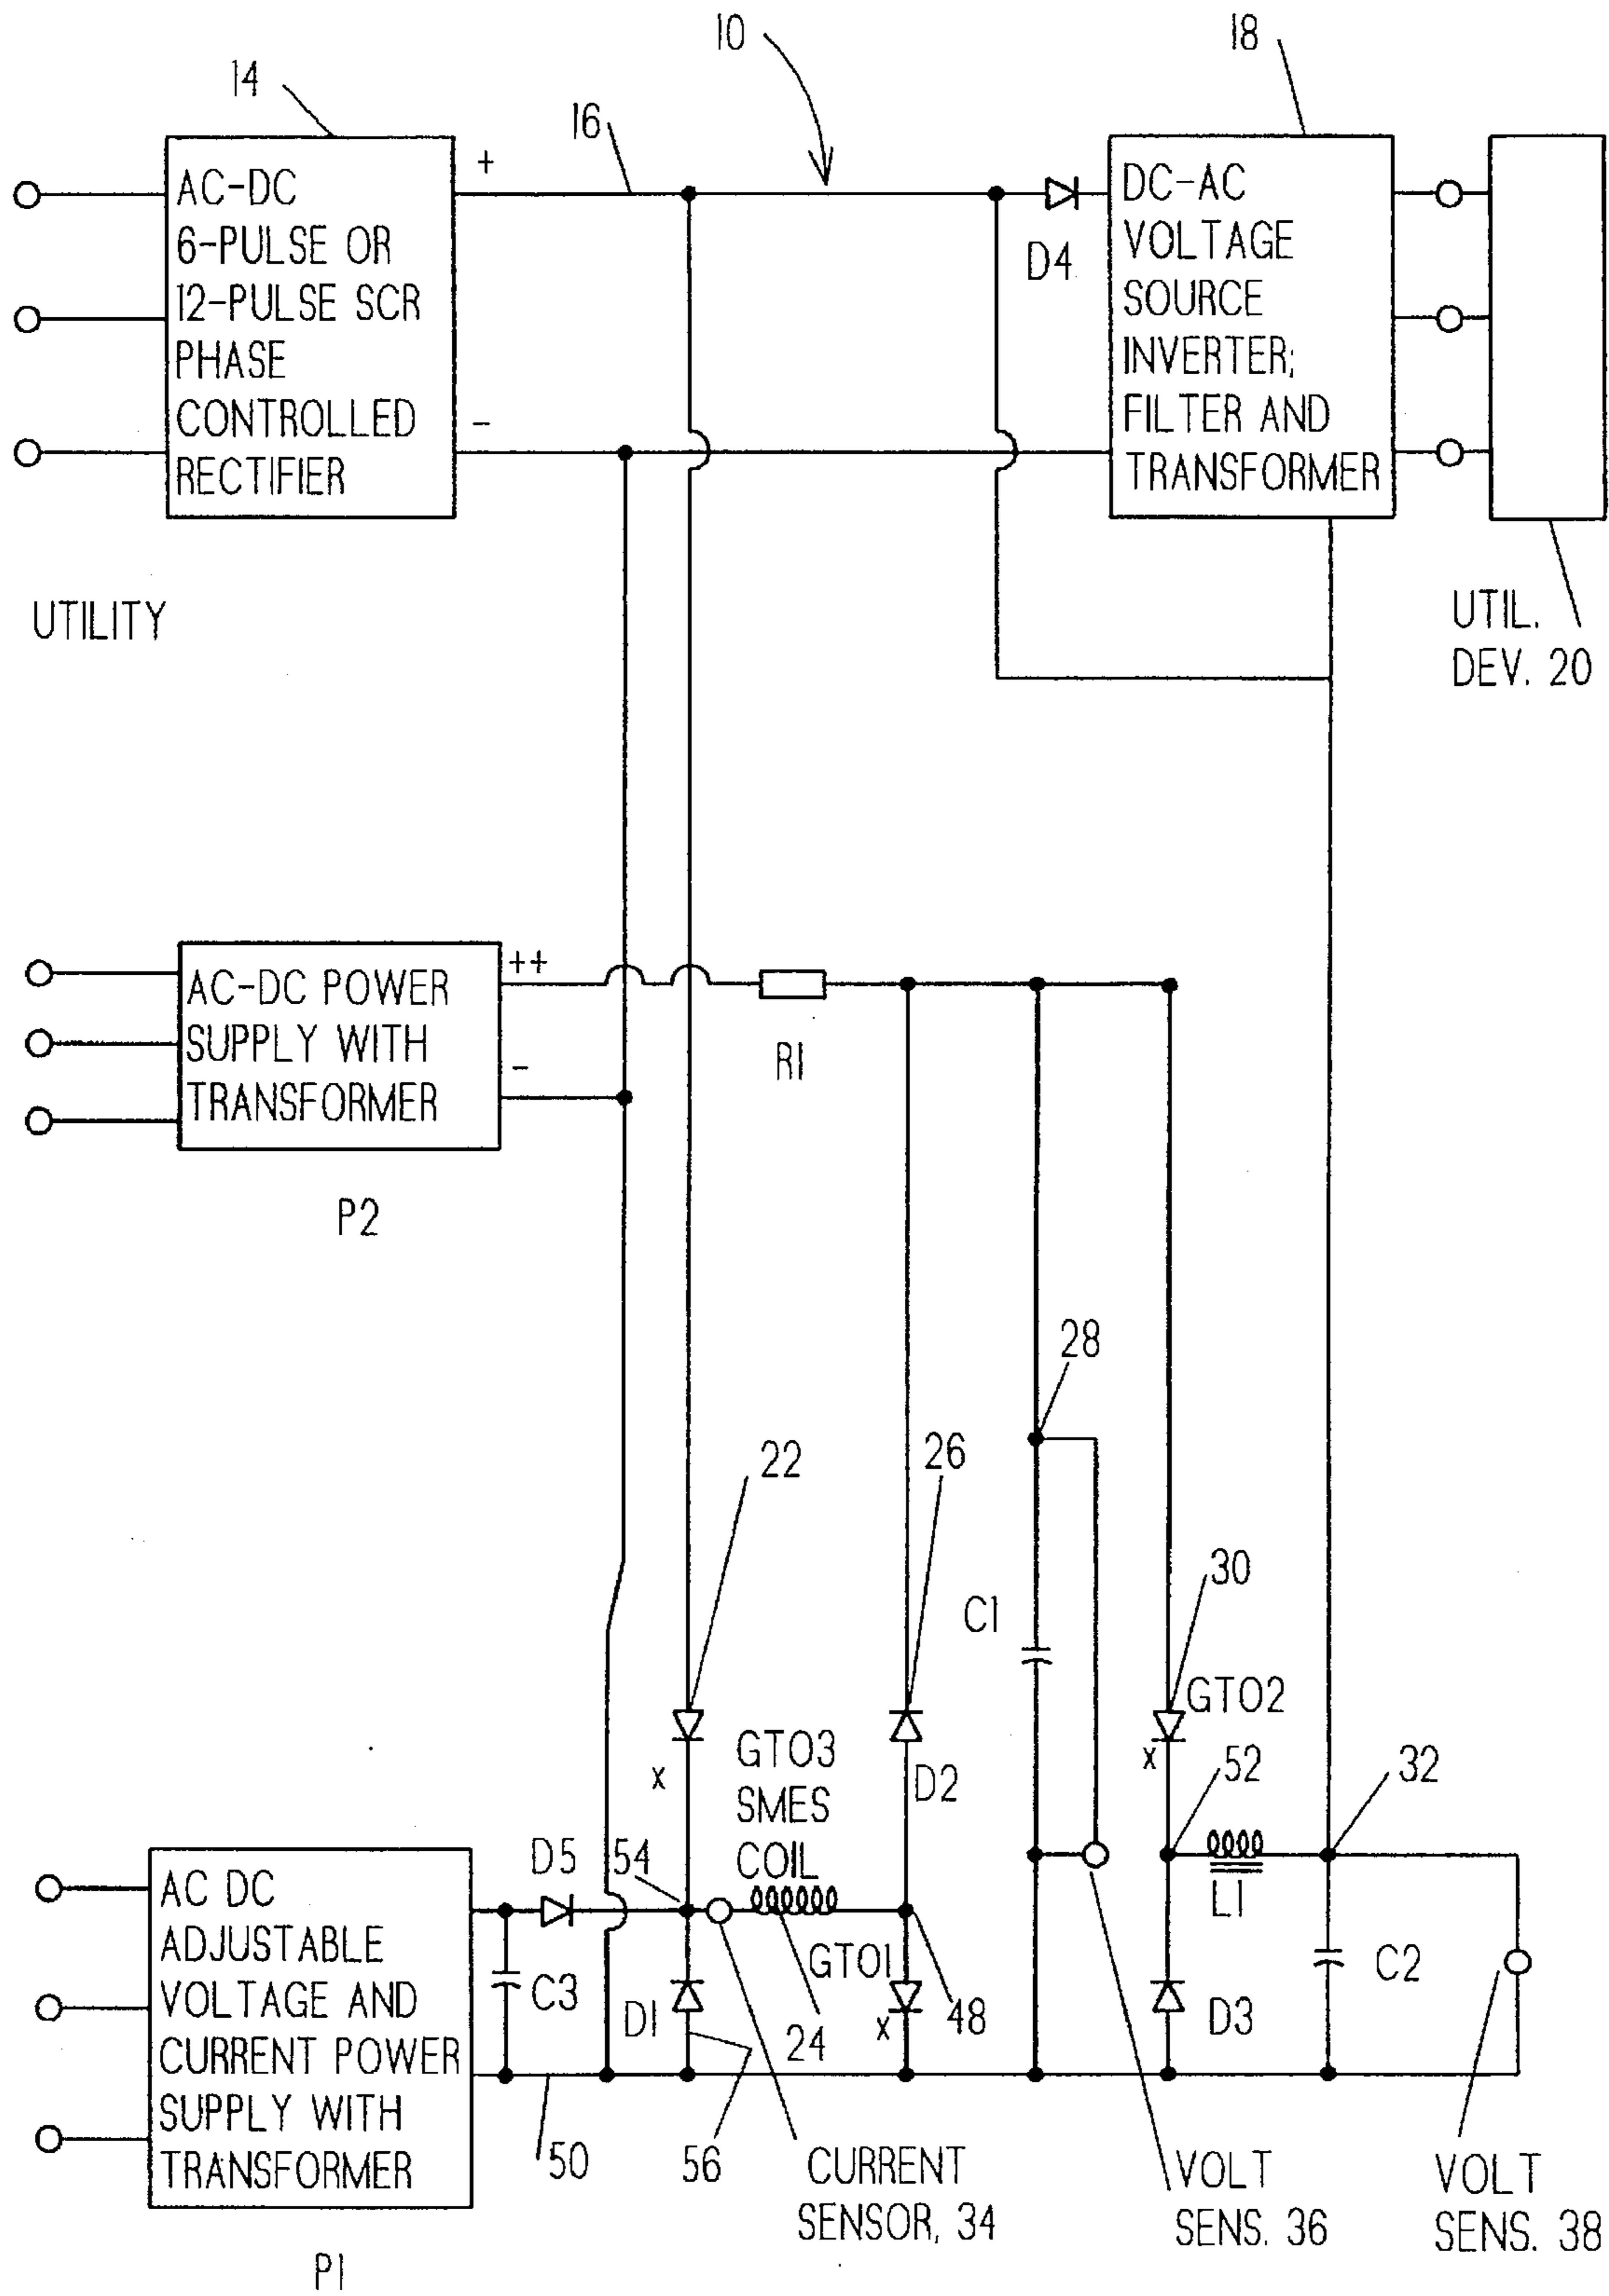 10
18
14
16
+
AC-DC
6-PULSE OR
12-PULSE SCR
PHASE
CONTROLLED
RECTIFIER
-
D4
DC-AC
VOLTAGE
SOURCE
INVERTER;
FILTER AND
TRANSFORMER
UTILITY
UTIL.
DEV. 20
++
AC-DC POWER
SUPPLY WITH
TRANSFORMER
-
R1
P2
28
22
26
30
C1
GTO2
x
52
32
GTO3
SMES
COIL
x
D2
D5
54
L1
AC DC
ADJUSTABLE
VOLTAGE AND
CURRENT POWER
SUPPLY WITH
TRANSFORMER
C3
D1
GTO1
x
24
48
D3
C2
50
56
CURRENT
SENSOR, 34
VOLT
SENS. 36
VOLT
SENS. 38
P1